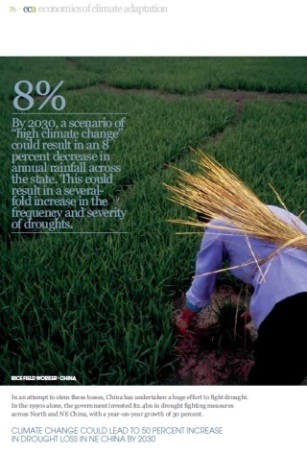 76 eca economics of climate adaptation
8%
By 2030, a scenario of
"high climate change"
could result in an 8
percent decrease in
annual rainfall across
the state. This could
result in a several-
fold increase in the
frequency and severity
of droughts.
RICE FIELD WORKER - CHINA
In an attempt to stem these losses, China has undertaken a huge effort to fight drought.
In the 1990s alone, the government invested $2.4bn in drought fighting measures
across North and NE China, with a year-on-year growth of 30 percent.
CLIMATE CHANGE COULD LEAD TO 50 PERCENT INCREASE
IN DROUGHT LOSS IN NE CHINA BY 2030